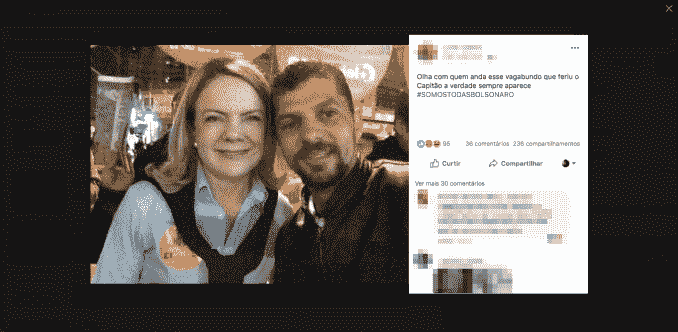 Olha com quem anda esse vagabundo que feriu o
Capitão a verdade sempre aparece
#SOMOSTODASBOLSONARO
96
36 comentários 236 compartilhamentos
Curtir
Compartilhar
Ver mais 30 comentários